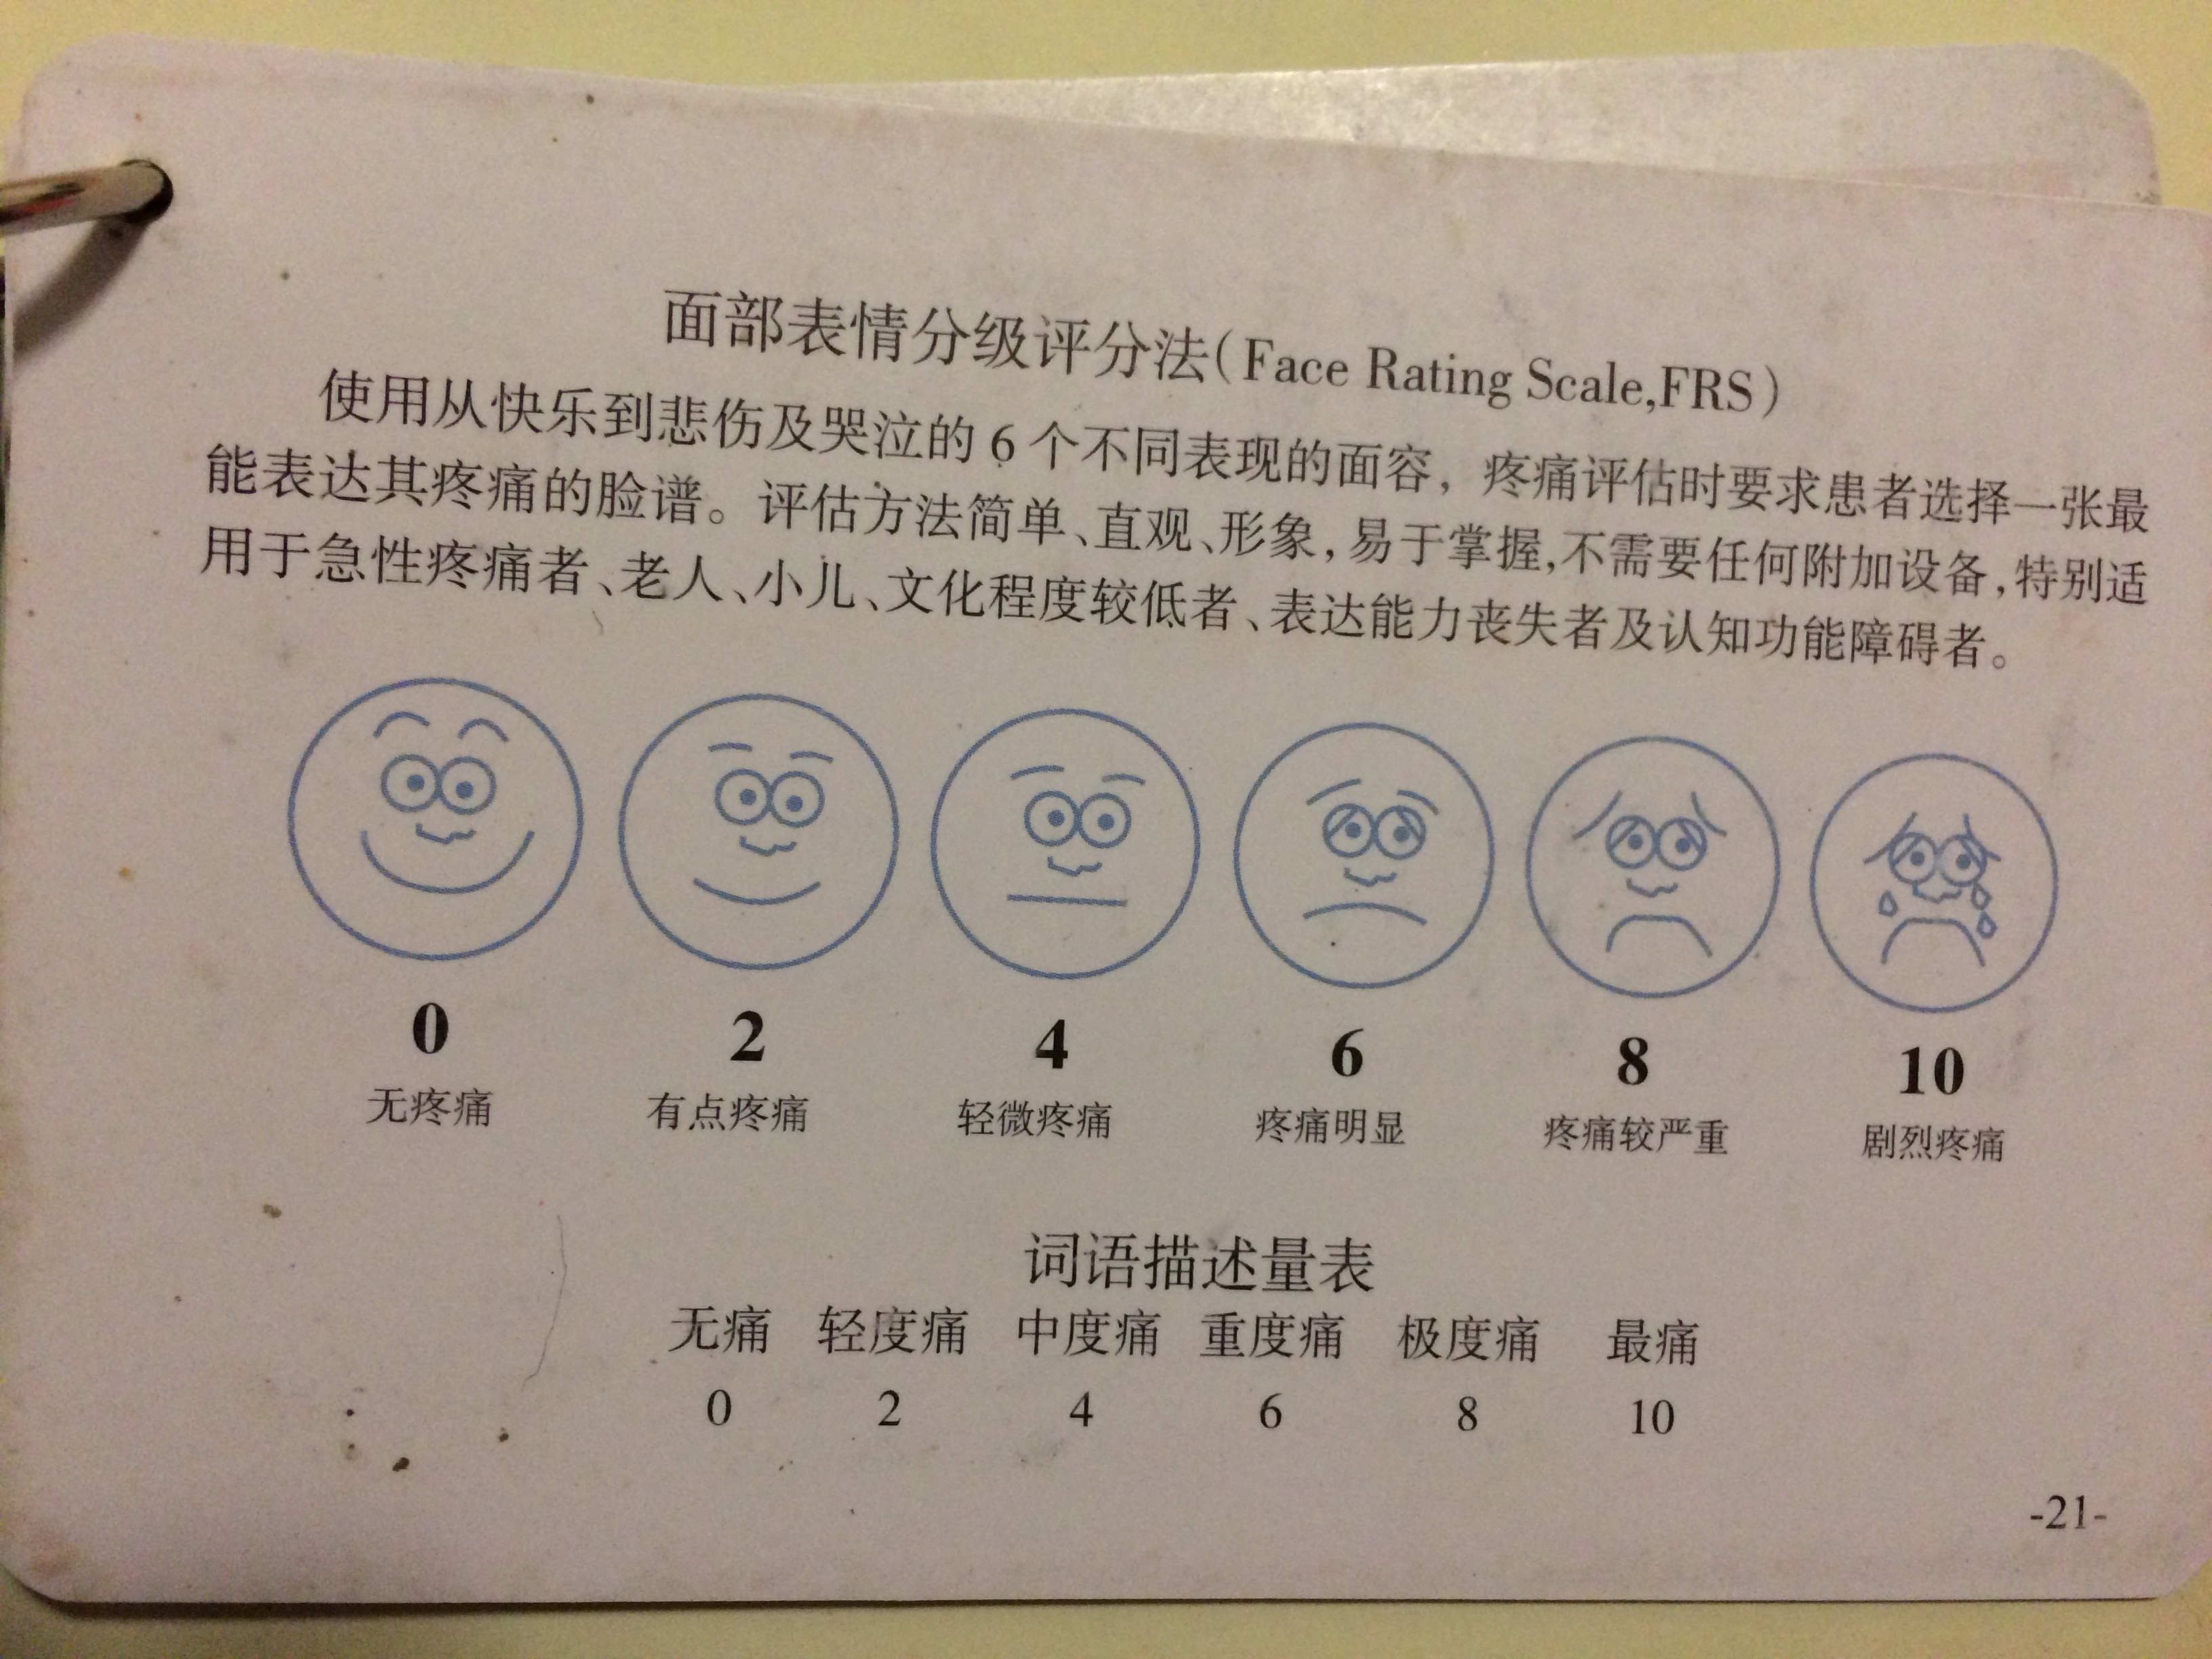 面部表情分级评分法(Face Rating Scale,FRS)
使用从快乐到悲伤及哭泣的 6 个不同表现的面容，疼痛评估时要求患者选择一张最
能表达其疼痛的脸谱。评估方法简单、直观、形象,易于掌握,不需要任何附加设备,特别适
用于急性疼痛者、老人、小儿、文化程度较低者、表达能力丧失者及认知功能障碍者。
0 2 4 6 8 10
无疼痛 有点疼痛 轻微疼痛 疼痛明显 疼痛较严重 剧烈疼痛
词语描述量表
无痛 轻度痛 中度痛 重度痛 极度痛 最痛
0 2 4 6 8 10
-21-